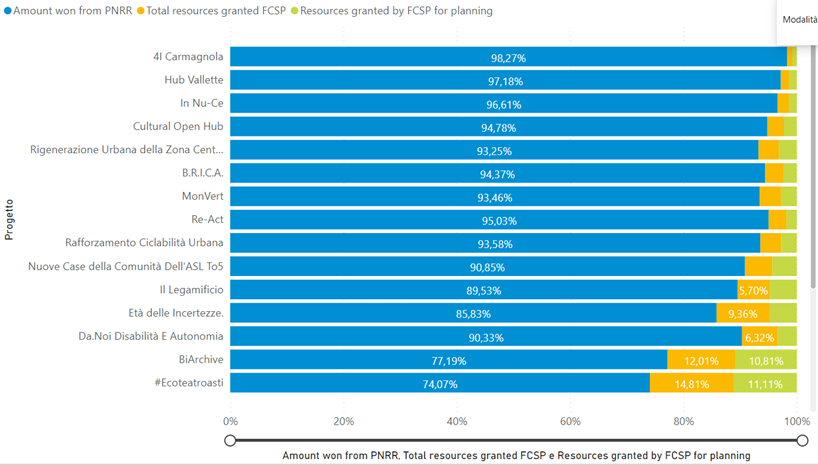 Amount won from PNRR Total resources granted FCSP Resources granted by FCSP for planning
Modalità
4I Carmagnola 98,27%
Hub Vallette 97,18%
In Nu-Ce 96,61%
Cultural Open Hub 94,78%
Rigenerazione Urbana della Zona Cent... 93,25%
B.R.I.C.A. 94,37%
MonVert 93,46%
Re-Act 95,03%
Rafforzamento Ciclabilità Urbana 93,58%
Nuove Case della Comunità Dell'ASL To5 90,85%
Il Legamificio 89,53% 5,70%
Età delle Incertezze. 85,83% 9,36%
Da.Noi Disabilità E Autonomia 90,33% 6,32%
BiArchive 77,19% 12,01% 10,81%
#Ecoteatroasti 74,07% 14,81% 11,11%
Progetto
0% 20% 40% 60% 80% 100%
Amount won from PNRR, Total resources granted FCSP e Resources granted by FCSP for planning